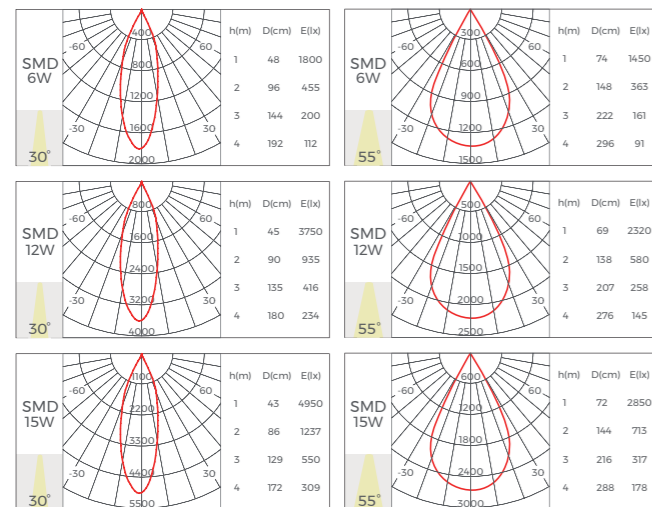 SMD
6W
30°
-60
60
-30
30
400
800
1200
1600
2000
h(m) D(cm) E(lx)
1 48 1800
2 96 455
3 144 200
4 192 112
SMD
6W
55°
-60
60
-30
30
300
600
900
1200
1500
h(m) D(cm) E(lx)
1 74 1450
2 148 363
3 222 161
4 296 91
SMD
12W
30°
-60
60
-30
30
800
1600
2400
3200
4000
h(m) D(cm) E(lx)
1 45 3750
2 90 935
3 135 416
4 180 234
SMD
12W
55°
-60
60
-30
30
500
1000
1500
2000
2500
h(m) D(cm) E(lx)
1 69 2320
2 138 580
3 207 258
4 276 145
SMD
15W
30°
-60
60
-30
30
1100
2200
3300
4400
5500
h(m) D(cm) E(lx)
1 43 4950
2 86 1237
3 129 550
4 172 309
SMD
15W
55°
-60
60
-30
30
600
1200
1800
2400
3000
h(m) D(cm) E(lx)
1 72 2850
2 144 713
3 216 317
4 288 178